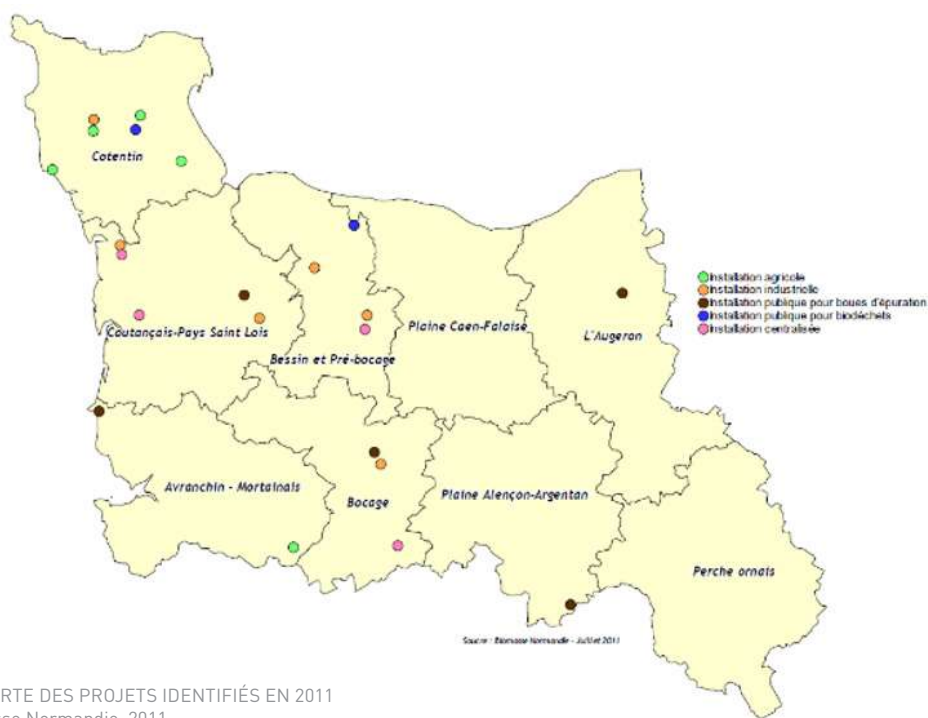 Cotentin
Coutançais-Pays Saint Lois
Bessin et Pré-bocage
Plaine Caen-Falaise
L'Augeran
Installation agricole
Installation industrielle
Installation publique pour boues d'épuration
Installation publique pour biodéchets
Installation centralisée
Avranchin - Mortainais
Bocage
Plaine Alençon-Argentan
Perche ornais
Source : Biomasse Normandie - Juillet 2011
RTE DES PROJETS IDENTIFIÉS EN 2011
se Normandie, 2011